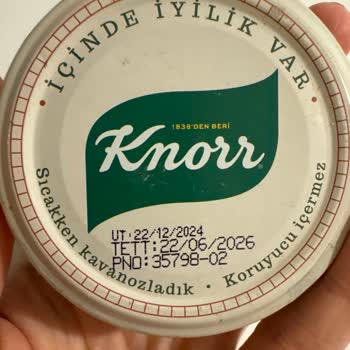 • İÇİNDE İYİLİK VAR •
1838'DEN BERİ
Knorr
ÜT:22/12/2024
TETT:22/06/2026
PNO:35798-02
Sıcakken kavanozladık • Koruyucu içermez